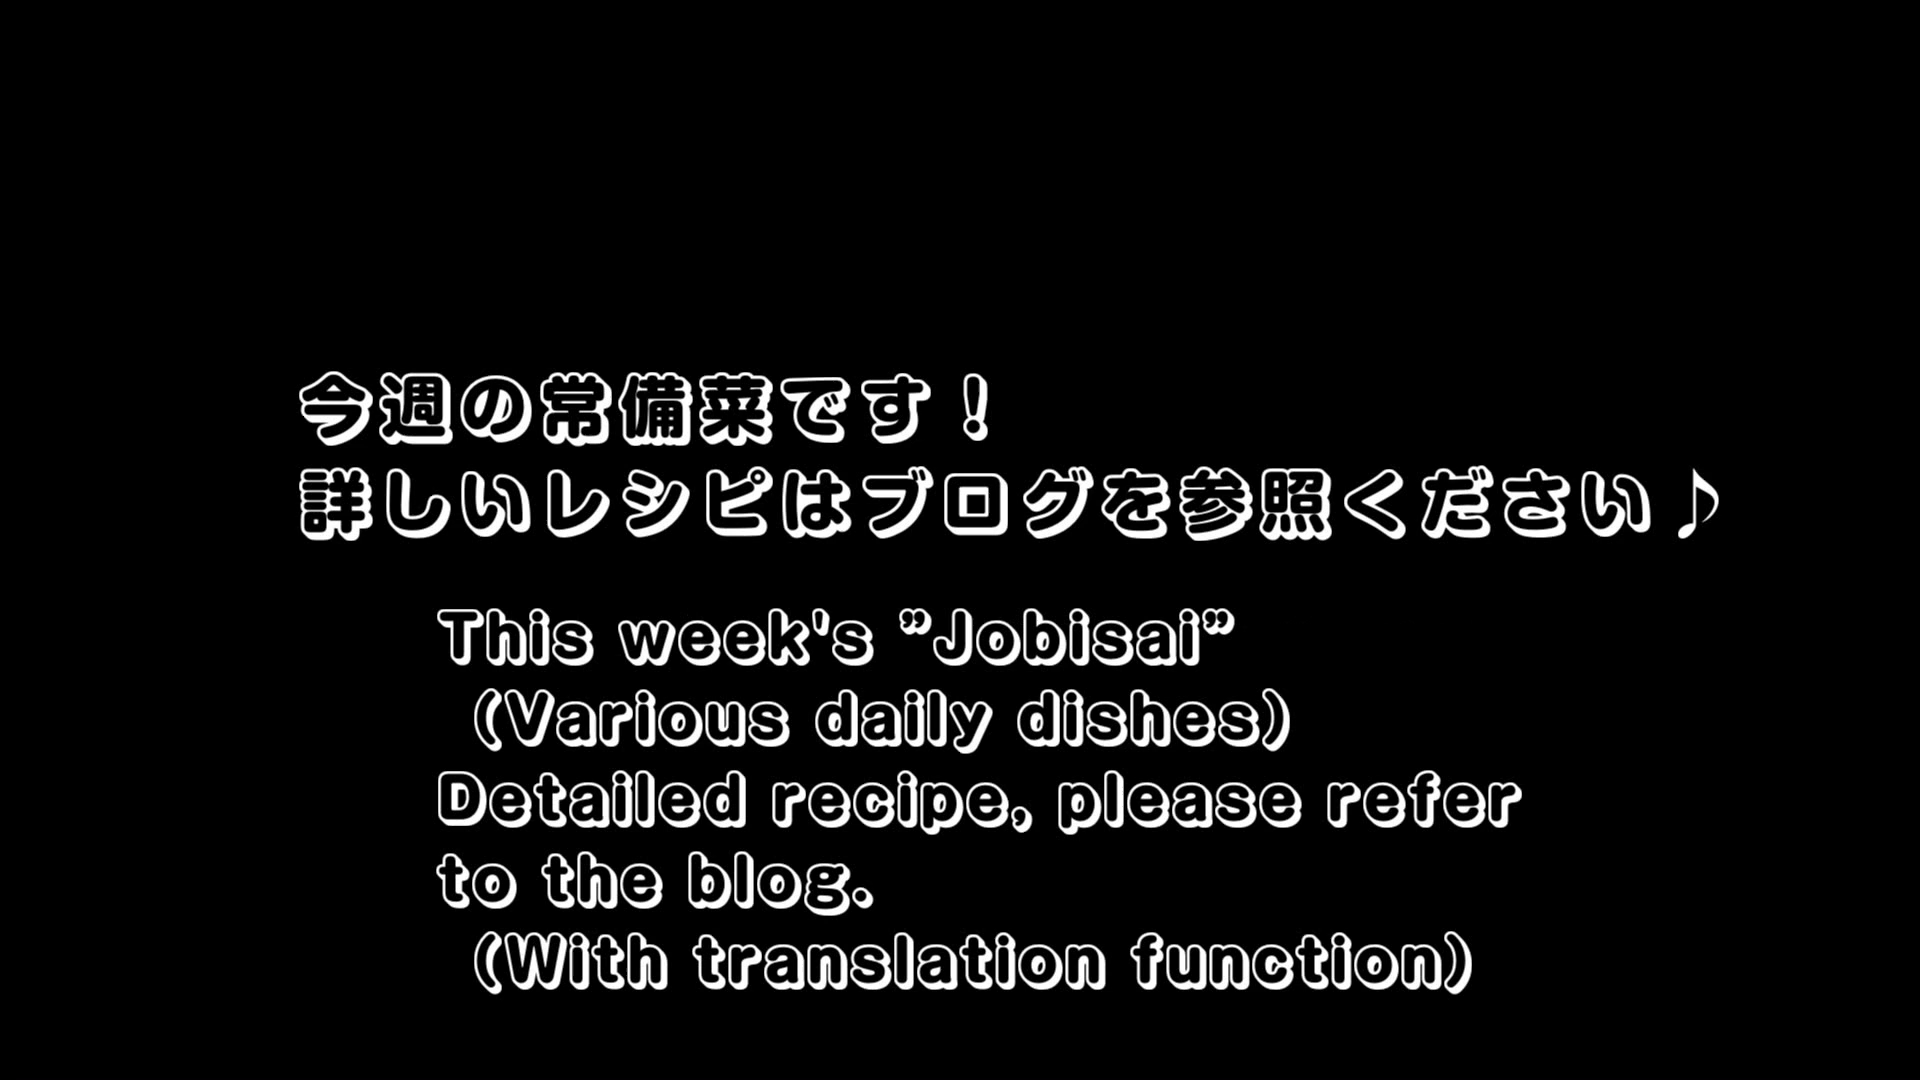 今週の常備菜です！
詳しいレシピはブログを参照ください♪
This week's ”Jobisai”
(Various daily dishes)
Detailed recipe, please refer
to the blog.
(With translation function)